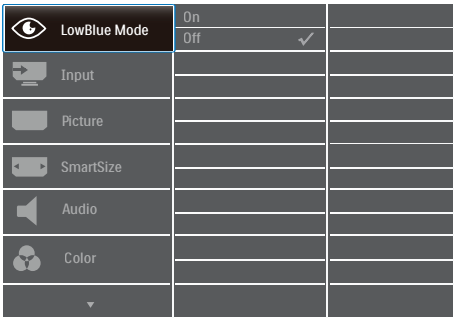 LowBlue Mode
On
Off
Input
Picture
SmartSize
Audio
Color